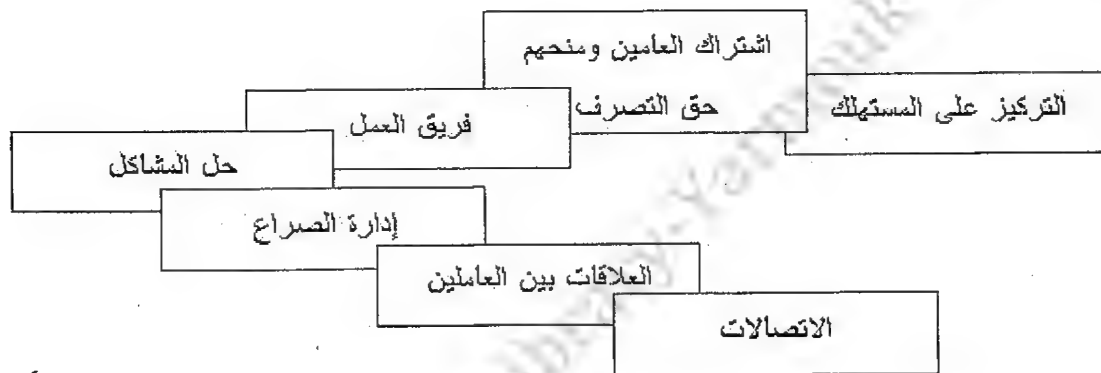 اشتراك العامين ومنحهم
حق التصرف
التركيز على المستهلك
فريق العمل
حل المشاكل
إدارة الصراع
العلاقات بين العاملين
الاتصالات